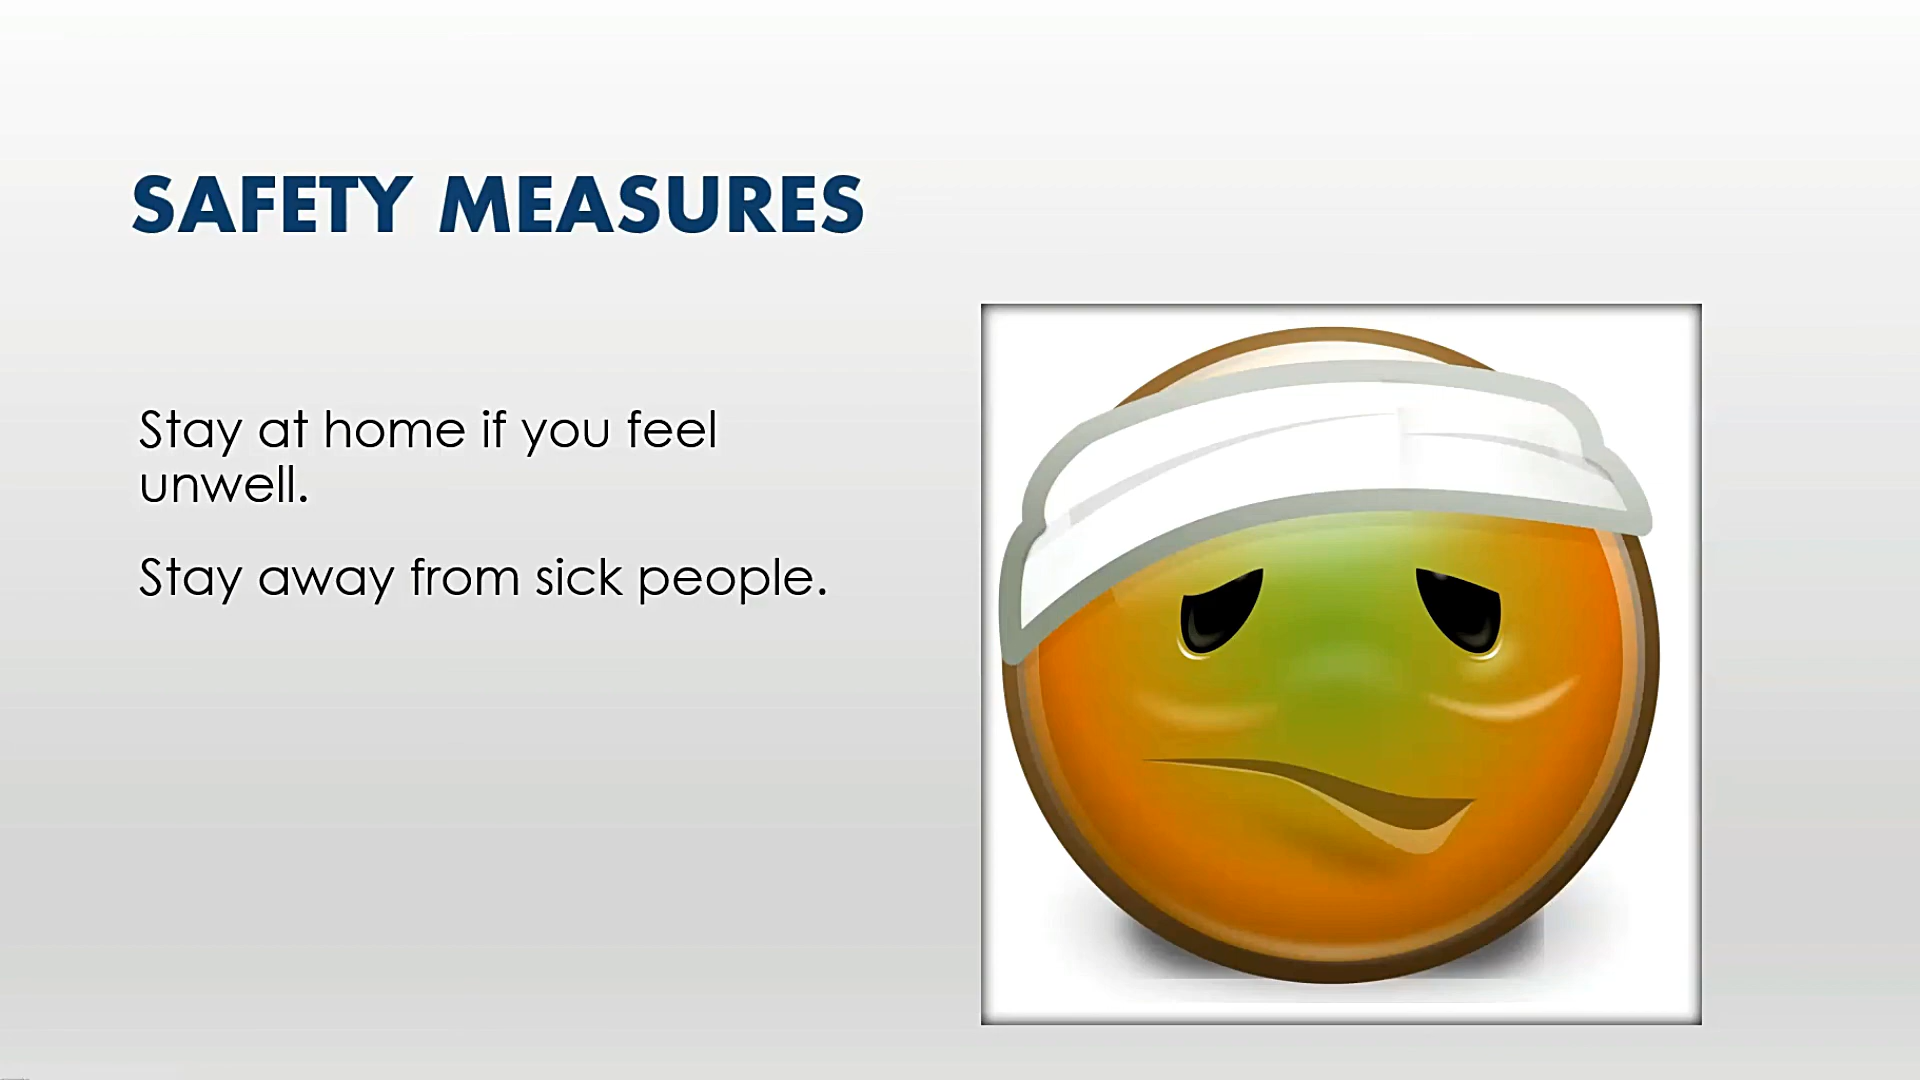 SAFETY MEASURES
Stay at home if you feel
unwell.
Stay away from sick people.